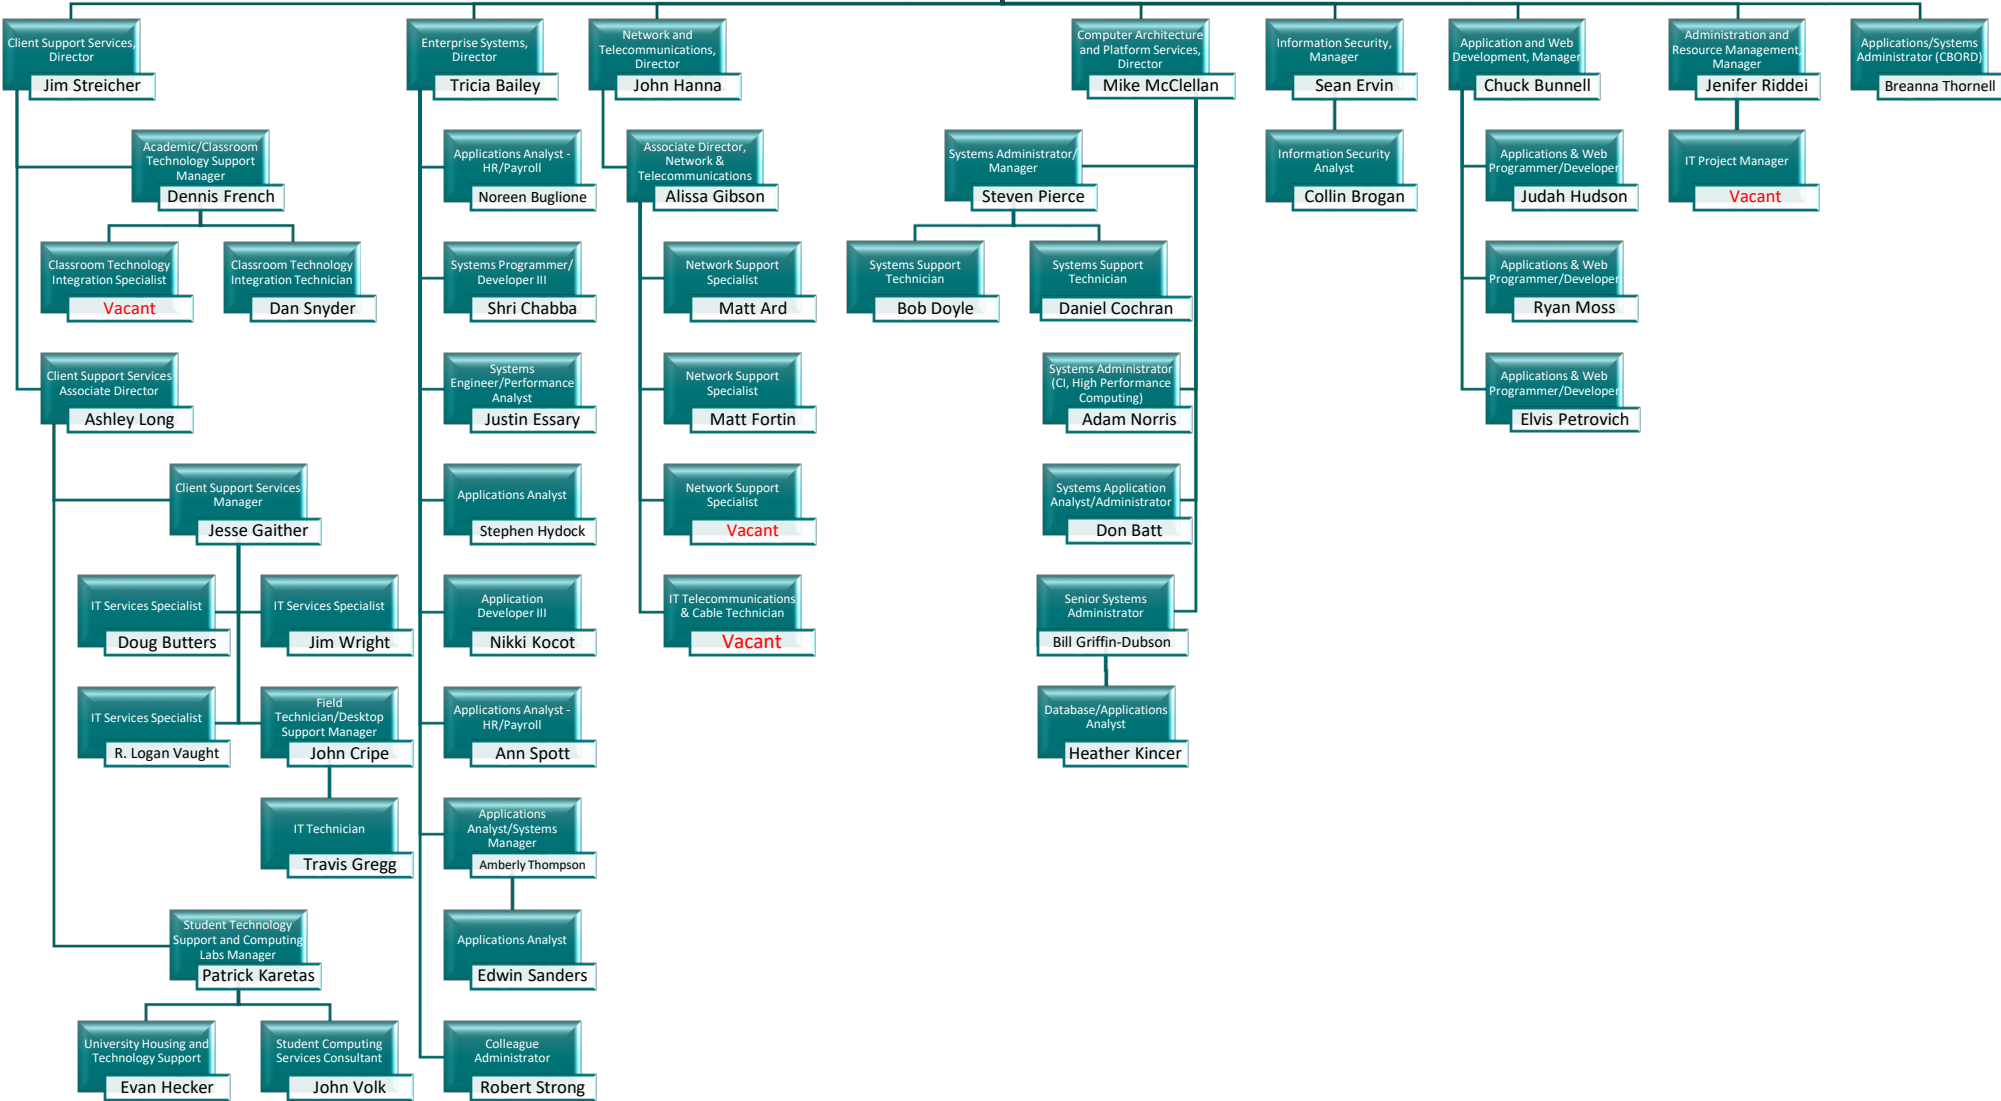 Client Support Services,
Director
Jim Streicher
Enterprise Systems,
Director
Tricia Bailey
Network and
Telecommunications,
Director
John Hanna
Computer Architecture
and Platform Services,
Director
Mike McClellan
Information Security,
Manager
Sean Ervin
Application and Web
Development, Manager
Chuck Bunnell
Administration and
Resource Management,
Manager
Jenifer Riddei
Applications/Systems
Administrator (CBORD)
Breanna Thornell
Academic/Classroom
Technology Support
Manager
Dennis French
Applications Analyst -
HR/Payroll
Noreen Buglione
Associate Director,
Network &
Telecommunications
Alissa Gibson
Systems Administrator/
Manager
Steven Pierce
Information Security
Analyst
Collin Brogan
Applications & Web
Programmer/Developer
Judah Hudson
IT Project Manager
Vacant
Classroom Technology
Integration Specialist
Vacant
Classroom Technology
Integration Technician
Dan Snyder
Systems Programmer/
Developer III
Shri Chabba
Network Support
Specialist
Matt Ard
Systems Support
Technician
Bob Doyle
Systems Support
Technician
Daniel Cochran
Applications & Web
Programmer/Developer
Ryan Moss
Client Support Services
Associate Director
Ashley Long
Systems
Engineer/Performance
Analyst
Justin Essary
Network Support
Specialist
Matt Fortin
Systems Administrator
(CI, High Performance
Computing)
Adam Norris
Applications & Web
Programmer/Developer
Elvis Petrovich
Client Support Services
Manager
Jesse Gaither
Applications Analyst
Stephen Hydock
Network Support
Specialist
Vacant
Systems Application
Analyst/Administrator
Don Batt
IT Services Specialist
Doug Butters
IT Services Specialist
Jim Wright
Application
Developer III
Nikki Kocot
IT Telecommunications
& Cable Technician
Vacant
Senior Systems
Administrator
Bill Griffin-Dubson
IT Services Specialist
R. Logan Vaught
Field
Technician/Desktop
Support Manager
John Cripe
Applications Analyst -
HR/Payroll
Ann Spott
Database/Applications
Analyst
Heather Kincer
IT Technician
Travis Gregg
Applications
Analyst/Systems
Manager
Amberly Thompson
Student Technology
Support and Computing
Labs Manager
Patrick Karetas
Applications Analyst
Edwin Sanders
University Housing and
Technology Support
Evan Hecker
Student Computing
Services Consultant
John Volk
Colleague
Administrator
Robert Strong